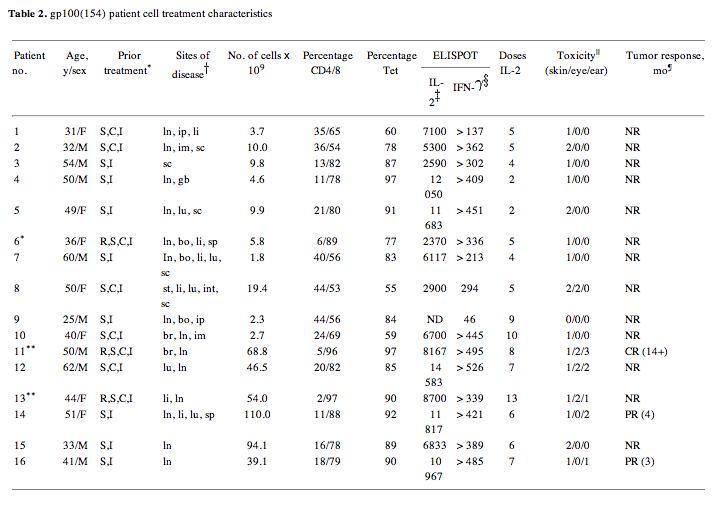 Table 2. gp100(154) patient cell treatment characteristics
Patient no. Age, y/sex Prior treatment* Sites of disease† No. of cells x 10⁹ Percentage CD4/8 Percentage Tet ELISPOT Doses IL-2 Toxicity‖ (skin/eye/ear) Tumor response, mo¶
IL-2‡ IFN-γ§
1 31/F S,C,I ln, ip, li 3.7 35/65 60 7100 > 137 5 1/0/0 NR
2 32/M S,C,I ln, im, sc 10.0 36/54 78 5300 > 362 5 2/0/0 NR
3 54/M S,I sc 9.8 13/82 87 2590 > 302 4 1/0/0 NR
4 50/M S,I ln, gb 4.6 11/78 97 12 050 > 409 2 1/0/0 NR
5 49/F S,I ln, lu, sc 9.9 21/80 91 11 683 > 451 2 2/0/0 NR
6* 36/F R,S,C,I ln, bo, li, sp 5.8 6/89 77 2370 > 336 5 1/0/0 NR
7 60/M S,I In, bo, li, lu, sc 1.8 40/56 83 6117 > 213 4 1/0/0 NR
8 50/F S,C,I st, li, lu, int, sc 19.4 44/53 55 2900 294 5 2/2/0 NR
9 25/M S,I ln, bo, ip 2.3 44/56 84 ND 46 9 0/0/0 NR
10 40/F S,C,I br, ln, im 2.7 24/69 59 6700 > 445 10 1/0/0 NR
11** 50/M R,S,C,I br, ln 68.8 5/96 97 8167 > 495 8 1/2/3 CR (14+)
12 62/M S,C,I lu, ln 46.5 20/82 85 14 583 > 526 7 1/2/2 NR
13** 44/F R,S,C,I li, ln 54.0 2/97 90 8700 > 339 13 1/2/1 NR
14 51/F S,I ln, li, lu, sp 110.0 11/88 92 11 817 > 421 6 1/0/2 PR (4)
15 33/M S,I ln 94.1 16/78 89 6833 > 389 6 2/0/0 NR
16 41/M S,I ln 39.1 18/79 90 10 967 > 485 7 1/0/1 PR (3)